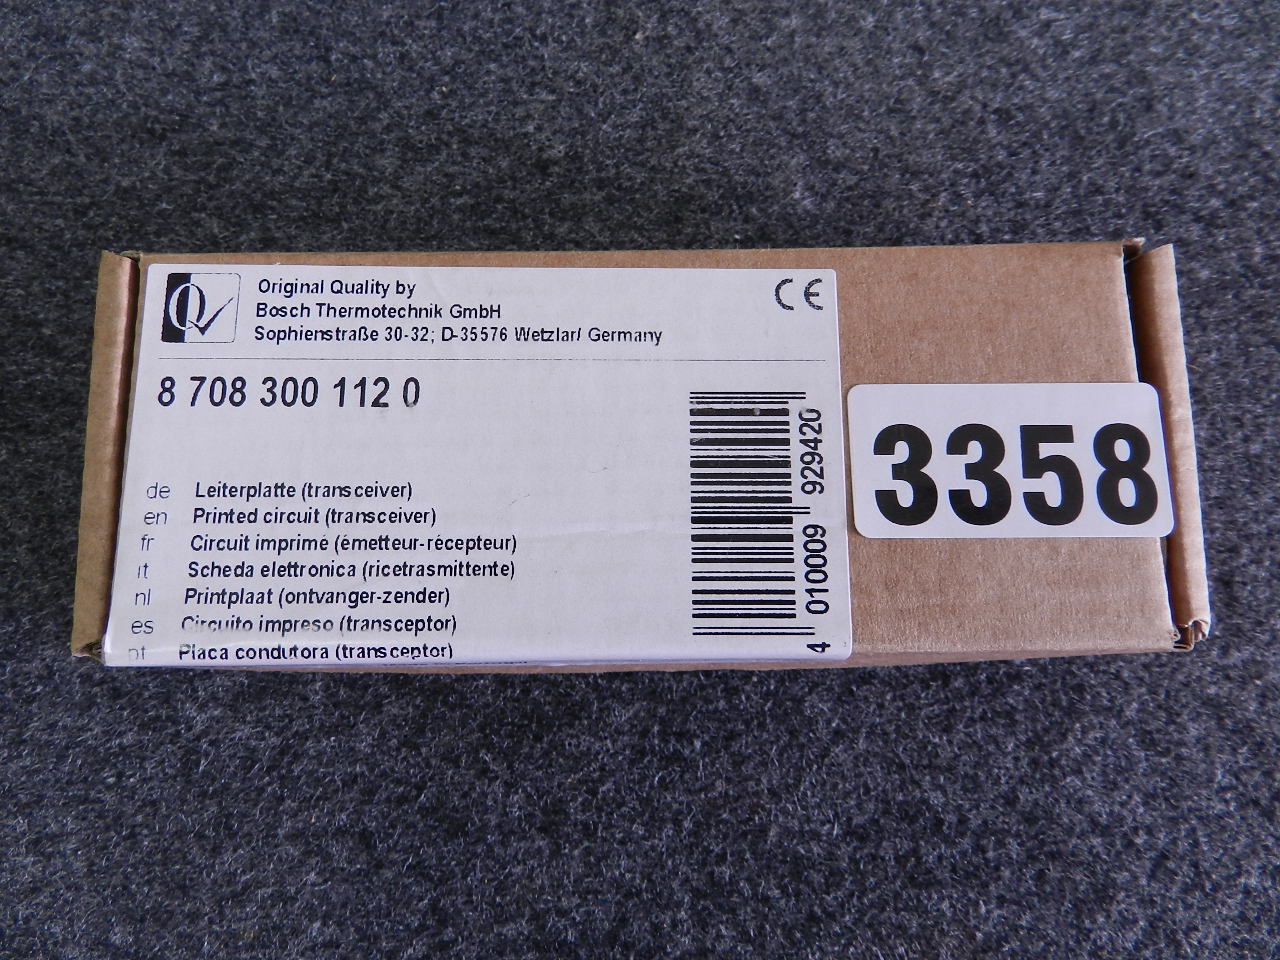 Original Quality by
Bosch Thermotechnik GmbH
Sophienstraße 30-32; D-35576 Wetzlar/ Germany
CE
8 708 300 112 0
de Leiterplatte (transceiver)
en Printed circuit (transceiver)
fr Circuit imprimé (émetteur-récepteur)
it Scheda elettronica (ricetrasmittente)
nl Printplaat (ontvanger-zender)
es Circuito impreso (transceptor)
pt Placa condutora (transceptor)
4 010009 929420
3358